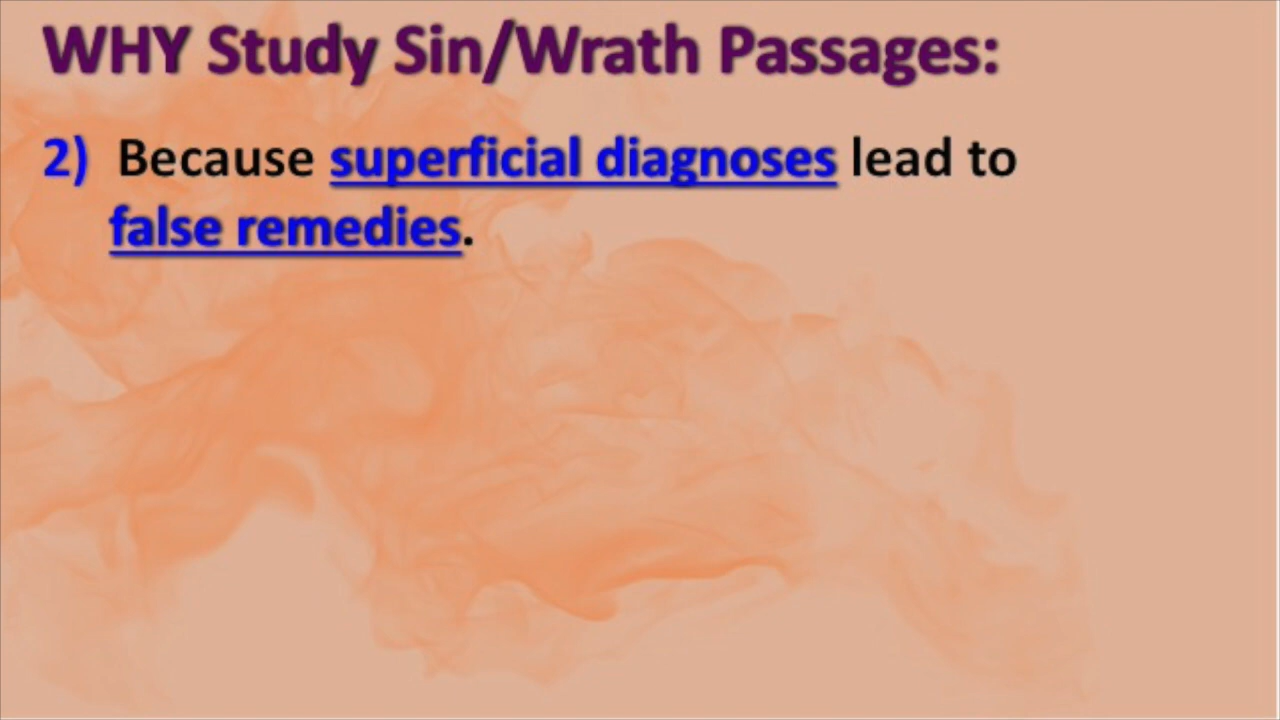 WHY Study Sin/Wrath Passages:
2) Because superficial diagnoses lead to
false remedies.